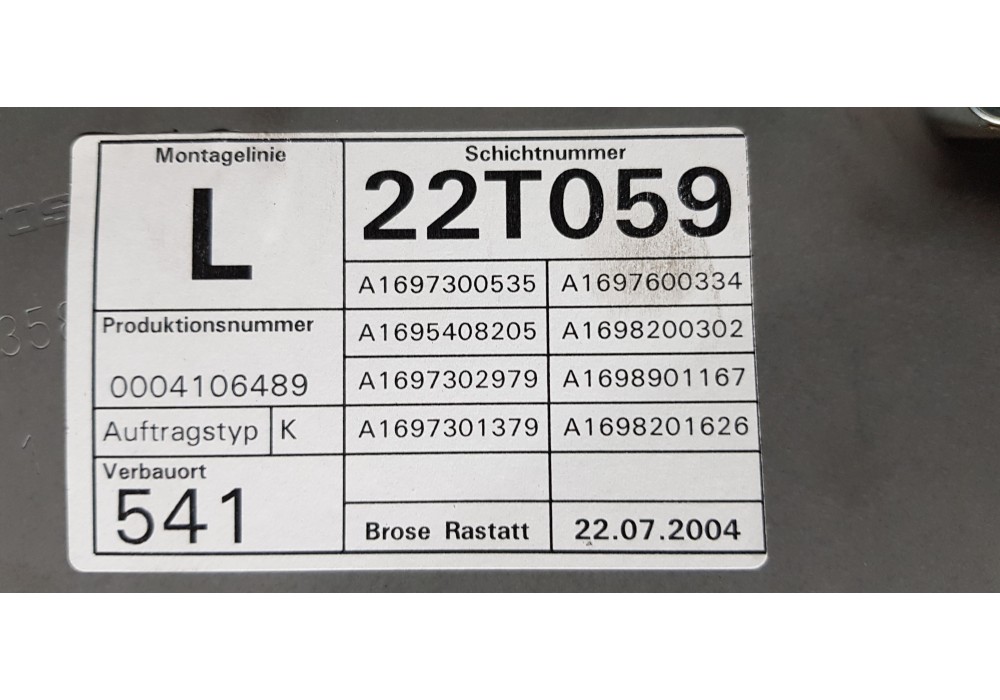 Montagelinie
L
Schichtnummer
22T059
A1697300535 A1697600334
A1695408205 A1698200302
A1697302979 A1698901167
A1697301379 A1698201626
Produktionsnummer
0004106489
Auftragstyp K
Verbauort
541
Brose Rastatt 22.07.2004